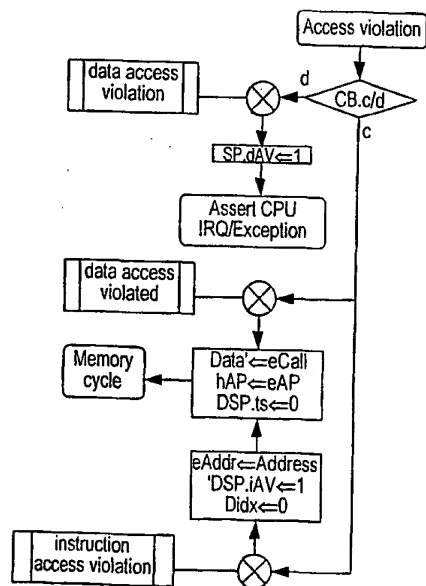 Access violation
data access
violation
d
CB.c/d
c
SP.dAV⇐1
Assert CPU
IRQ/Exception
data access
violated
Memory
cycle
Data'⇐eCall
hAP⇐eAP
DSP.ts⇐0
eAddr⇐Address
'DSP.iAV⇐1
Didx⇐0
instruction
access violation